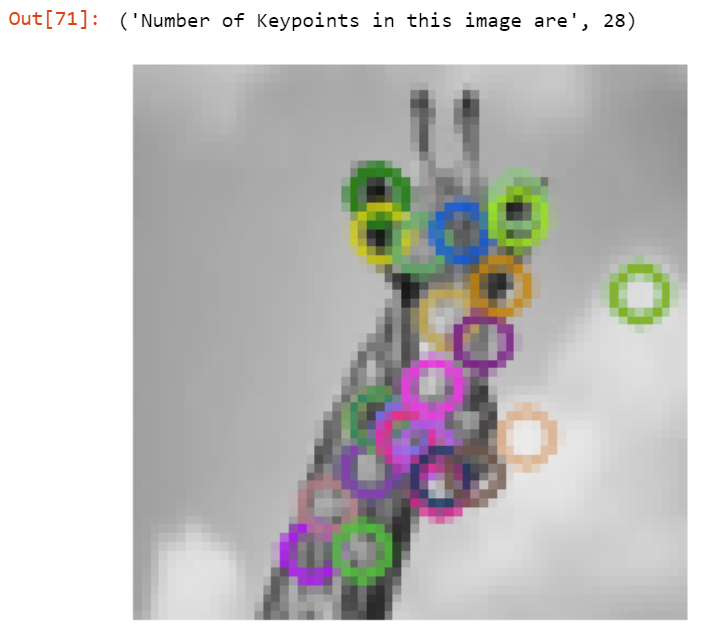 Out[71]: ('Number of Keypoints in this image are', 28)